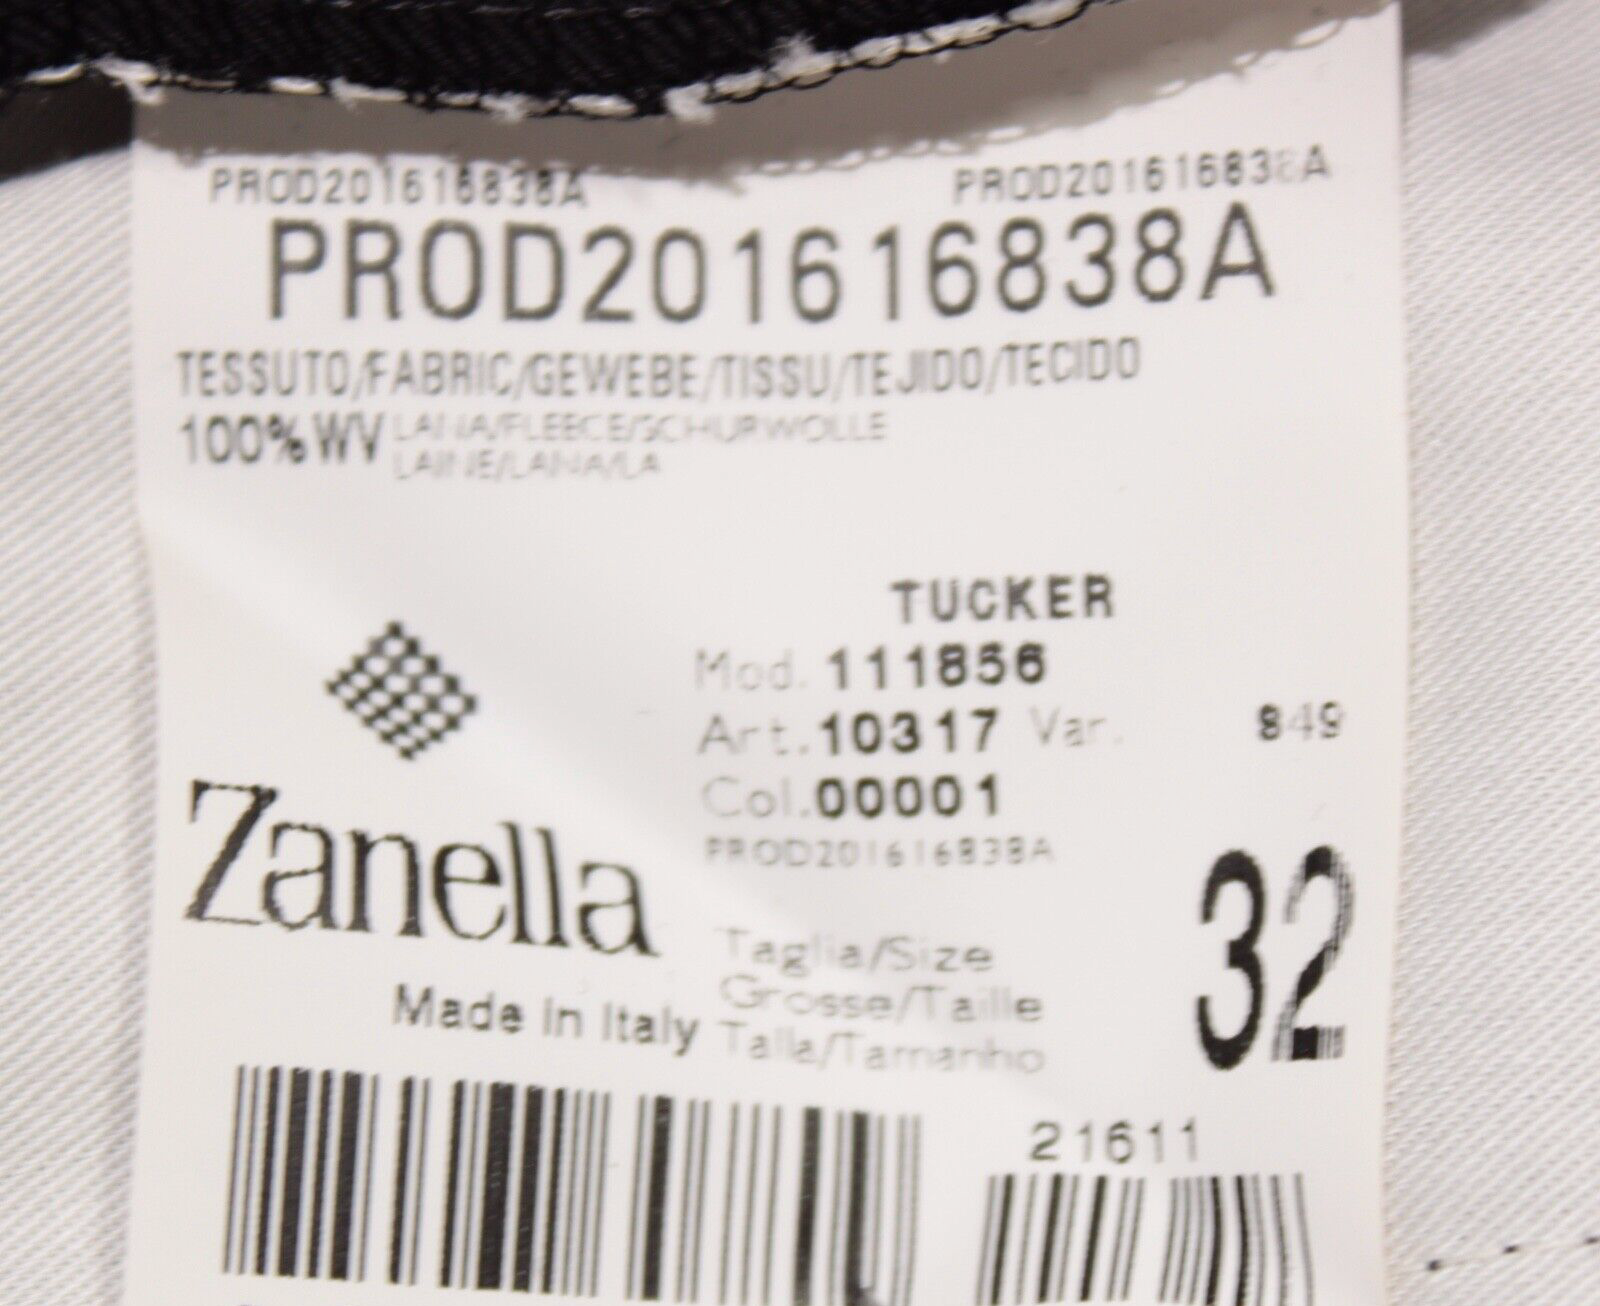 PROD201616838A PROD201616838A
PROD201616838A
TESSUTO/FABRIC/GEWEBE/TISSU/TEJIDO/TECIDO
100% WV LANA/FLEECE/SCHURWOLLE
LAINE/LANA/LA
TUCKER
Mod. 111856
Art. 10317 Var. 849
Col. 00001
PROD201616838A
Zanella
Made In Italy
Taglia/Size
Grosse/Taille
Talla/Tamanho
32
21611